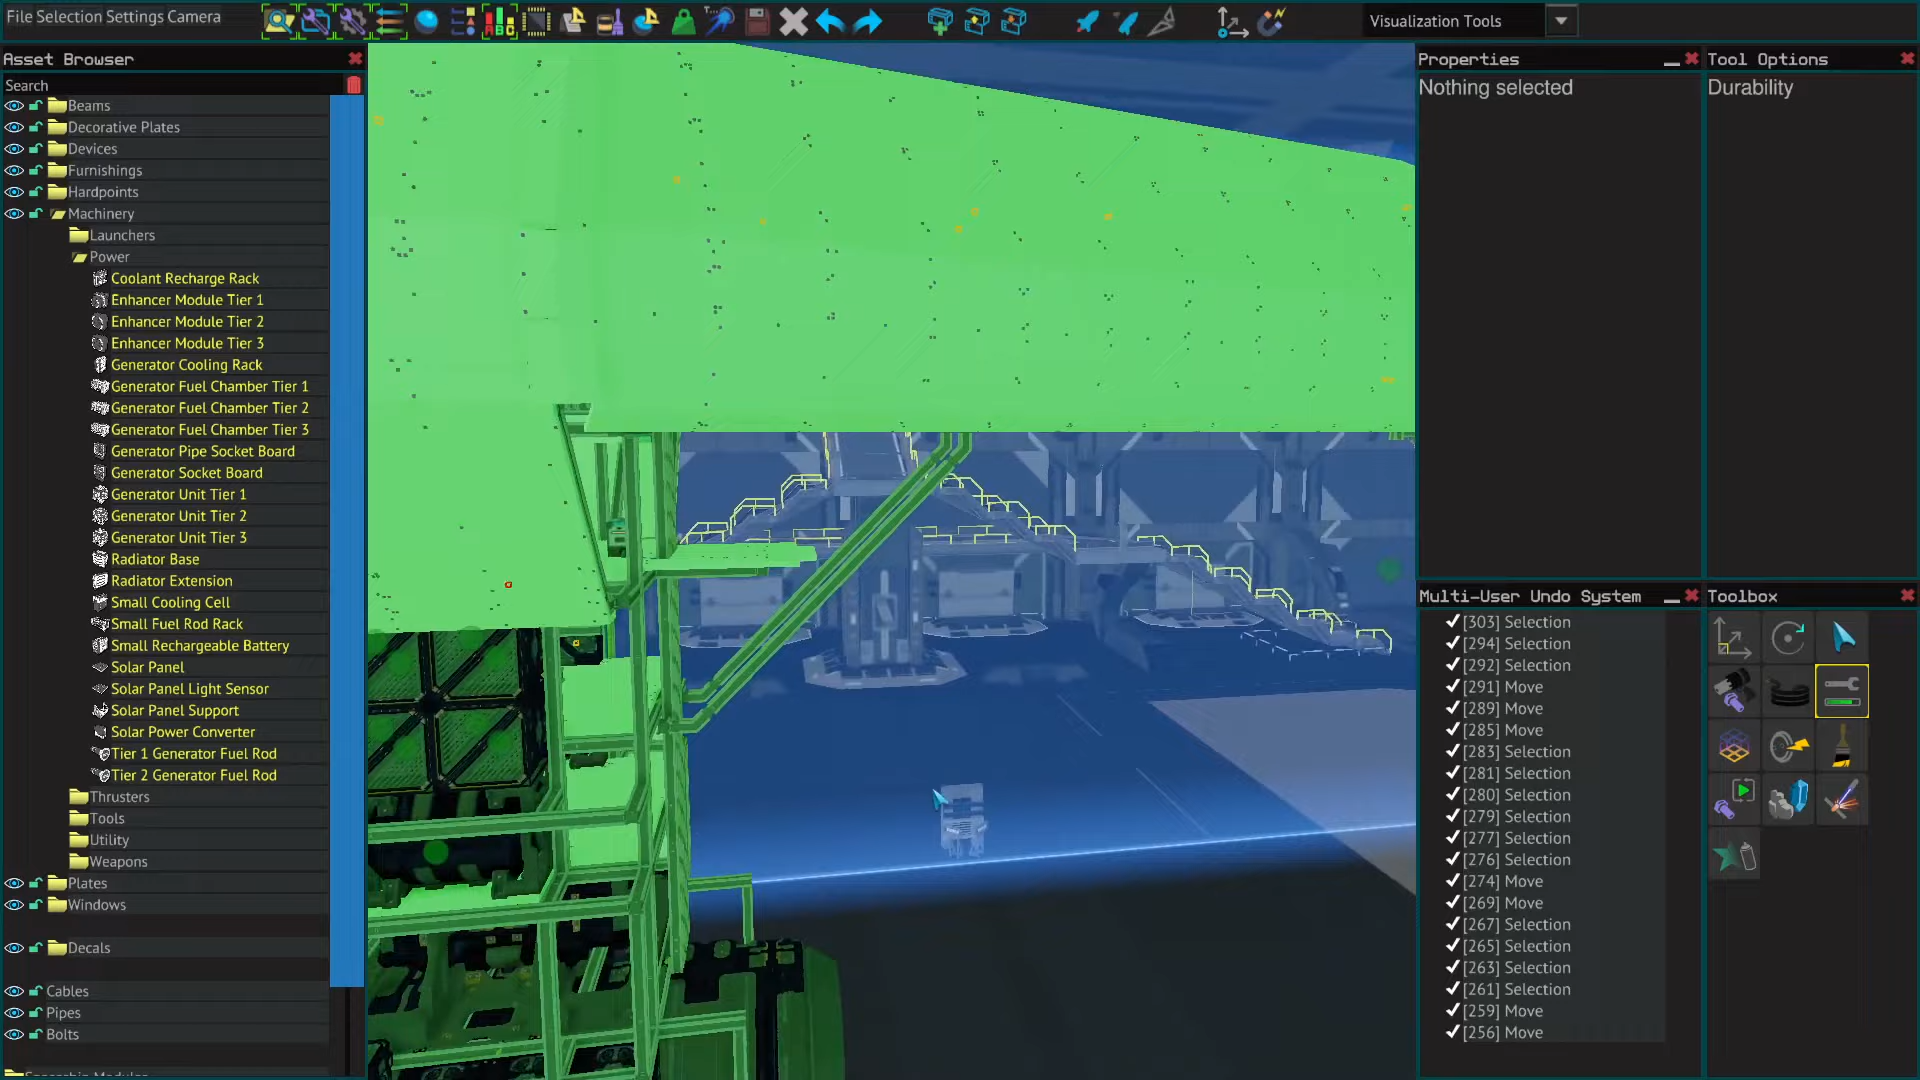 File Selection Settings Camera
Visualization Tools
Asset Browser
Search
Beams
Decorative Plates
Devices
Furnishings
Hardpoints
Machinery
Launchers
Power
Coolant Recharge Rack
Enhancer Module Tier 1
Enhancer Module Tier 2
Enhancer Module Tier 3
Generator Cooling Rack
Generator Fuel Chamber Tier 1
Generator Fuel Chamber Tier 2
Generator Fuel Chamber Tier 3
Generator Pipe Socket Board
Generator Socket Board
Generator Unit Tier 1
Generator Unit Tier 2
Generator Unit Tier 3
Radiator Base
Radiator Extension
Small Cooling Cell
Small Fuel Rod Rack
Small Rechargeable Battery
Solar Panel
Solar Panel Light Sensor
Solar Panel Support
Solar Power Converter
Tier 1 Generator Fuel Rod
Tier 2 Generator Fuel Rod
Thrusters
Tools
Utility
Weapons
Plates
Windows
Decals
Cables
Pipes
Bolts
Properties
Nothing selected
Tool Options
Durability
Multi-User Undo System
[303] Selection
[294] Selection
[292] Selection
[291] Move
[289] Move
[285] Move
[283] Selection
[281] Selection
[280] Selection
[279] Selection
[277] Selection
[276] Selection
[274] Move
[269] Move
[267] Selection
[265] Selection
[263] Selection
[261] Selection
[259] Move
[256] Move
Toolbox
ABC